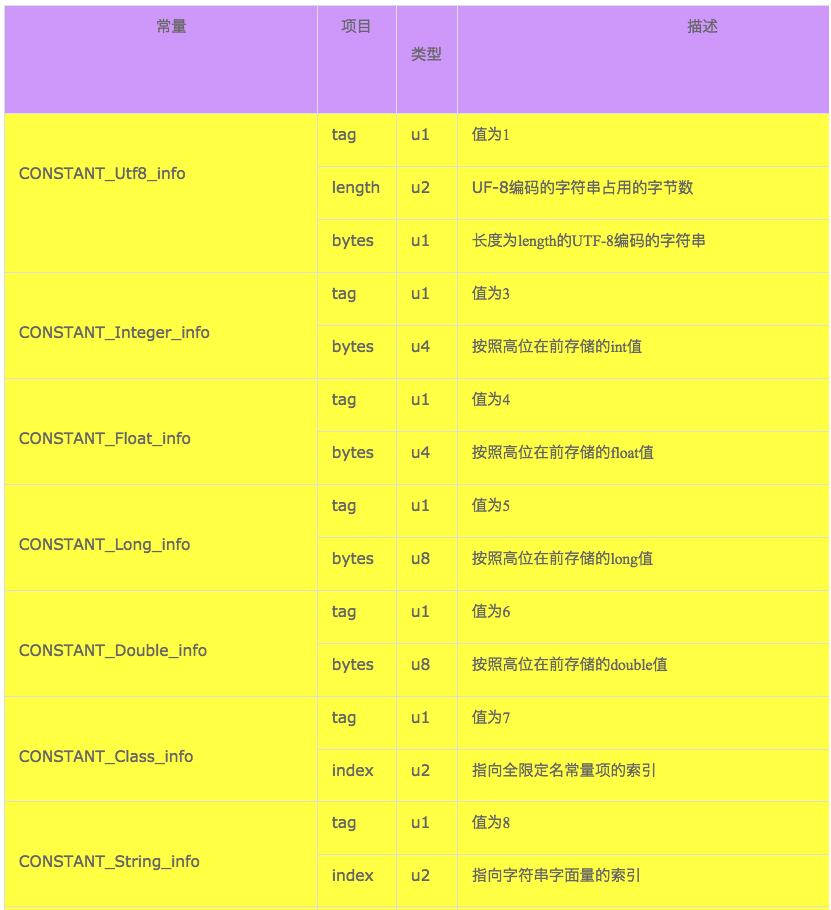 常量 项目 类型 描述
CONSTANT_Utf8_info tag u1 值为1
length u2 UF-8编码的字符串占用的字节数
bytes u1 长度为length的UTF-8编码的字符串
CONSTANT_Integer_info tag u1 值为3
bytes u4 按照高位在前存储的int值
CONSTANT_Float_info tag u1 值为4
bytes u4 按照高位在前存储的float值
CONSTANT_Long_info tag u1 值为5
bytes u8 按照高位在前存储的long值
CONSTANT_Double_info tag u1 值为6
bytes u8 按照高位在前存储的double值
CONSTANT_Class_info tag u1 值为7
index u2 指向全限定名常量项的索引
CONSTANT_String_info tag u1 值为8
index u2 指向字符串字面量的索引